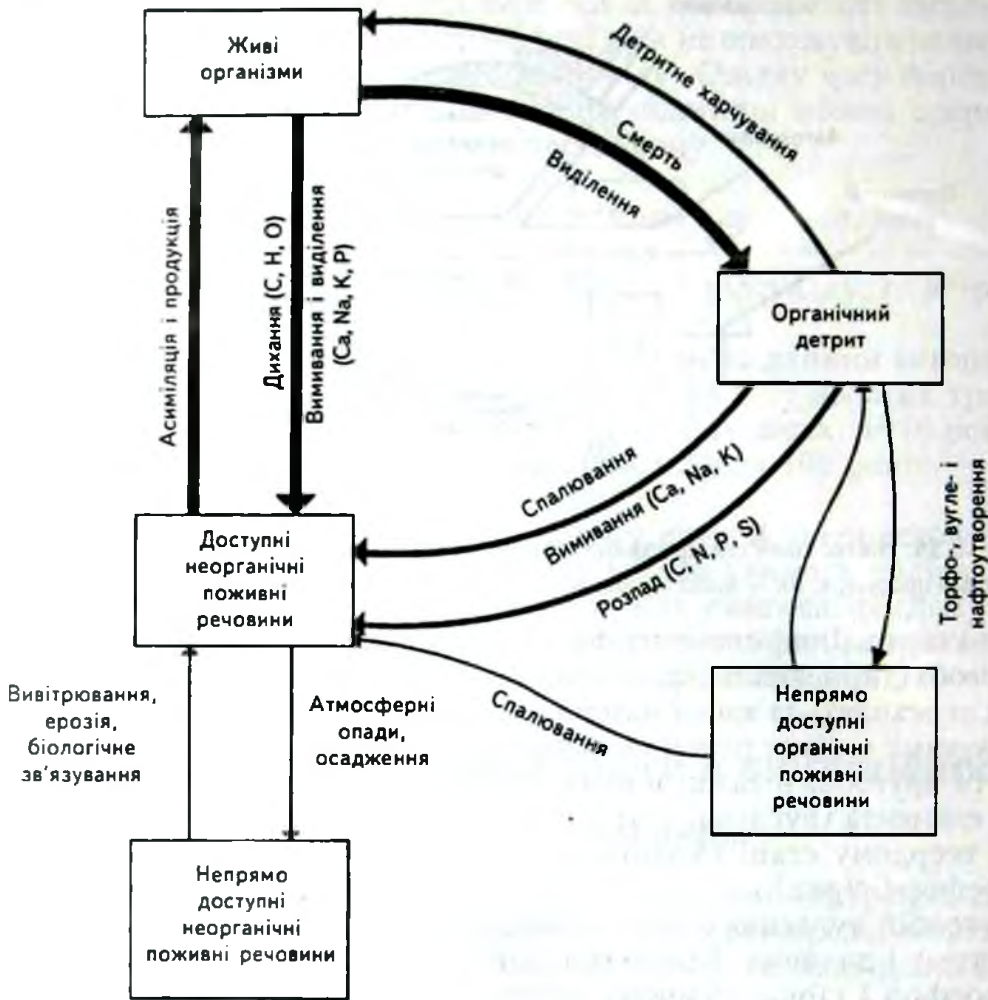 Живі
організми
Детритне харчування
Смерть
Виділення
Асиміляція і продукція
Дихання (C, H, O)
Вимивання і виділення
(Ca, Na, K, P)
Органічний
детрит
Спалювання
Вимивання (Ca, Na, K)
Розпад (C, N, P, S)
Торфо-, вугле- і
нафтоутворення
Доступні
неорганічні
поживні
речовини
Вивітрювання,
ерозія,
біологічне
зв'язування
Атмосферні
опади,
осадження
Спалювання
Непрямо
доступні
органічні
поживні
речовини
Непрямо
доступні
неорганічні
поживні речовини